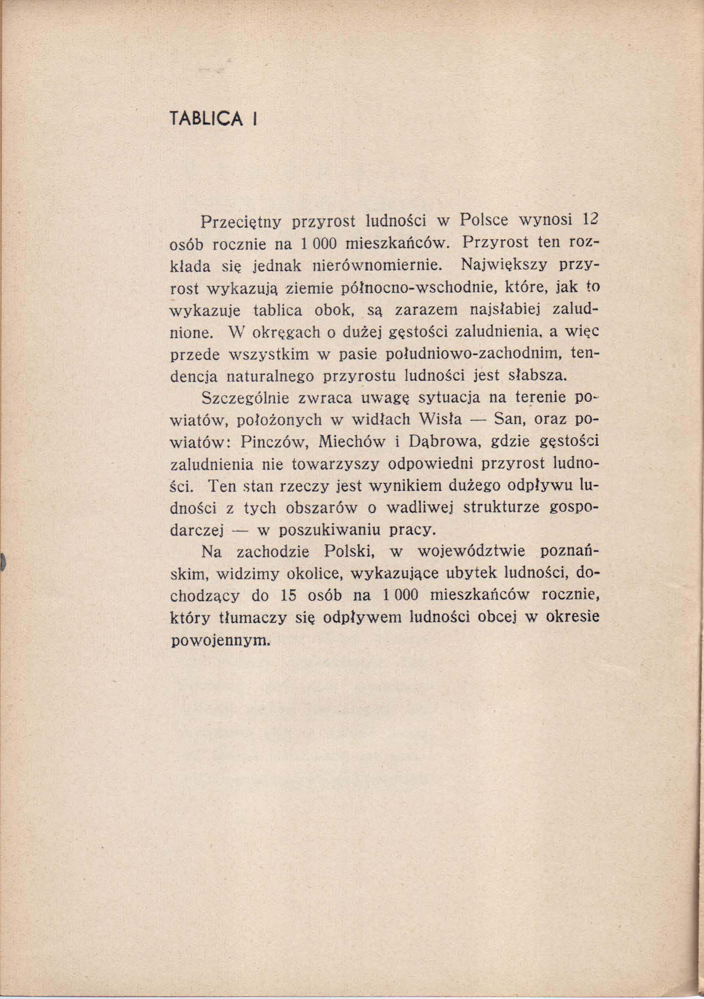 TABLICA I
Przeciętny przyrost ludności w Polsce wynosi 12
osób rocznie na 1 000 mieszkańców. Przyrost ten roz-
kłada się jednak nierównomiernie. Największy przy-
rost wykazują ziemie północno-wschodnie, które, jak to
wykazuje tablica obok, są zarazem najsłabiej zalud-
nione. W okręgach o dużej gęstości zaludnienia, a więc
przede wszystkim w pasie południowo-zachodnim, ten-
dencja naturalnego przyrostu ludności jest słabsza.
Szczególnie zwraca uwagę sytuacja na terenie po-
wiatów, położonych w widłach Wisła — San, oraz po-
wiatów: Pinczów, Miechów i Dąbrowa, gdzie gęstości
zaludnienia nie towarzyszy odpowiedni przyrost ludno-
ści. Ten stan rzeczy jest wynikiem dużego odpływu lu-
dności z tych obszarów o wadliwej strukturze gospo-
darczej — w poszukiwaniu pracy.
Na zachodzie Polski, w województwie poznań-
skim, widzimy okolice, wykazujące ubytek ludności, do-
chodzący do 15 osób na 1 000 mieszkańców rocznie,
który tłumaczy się odpływem ludności obcej w okresie
powojennym.